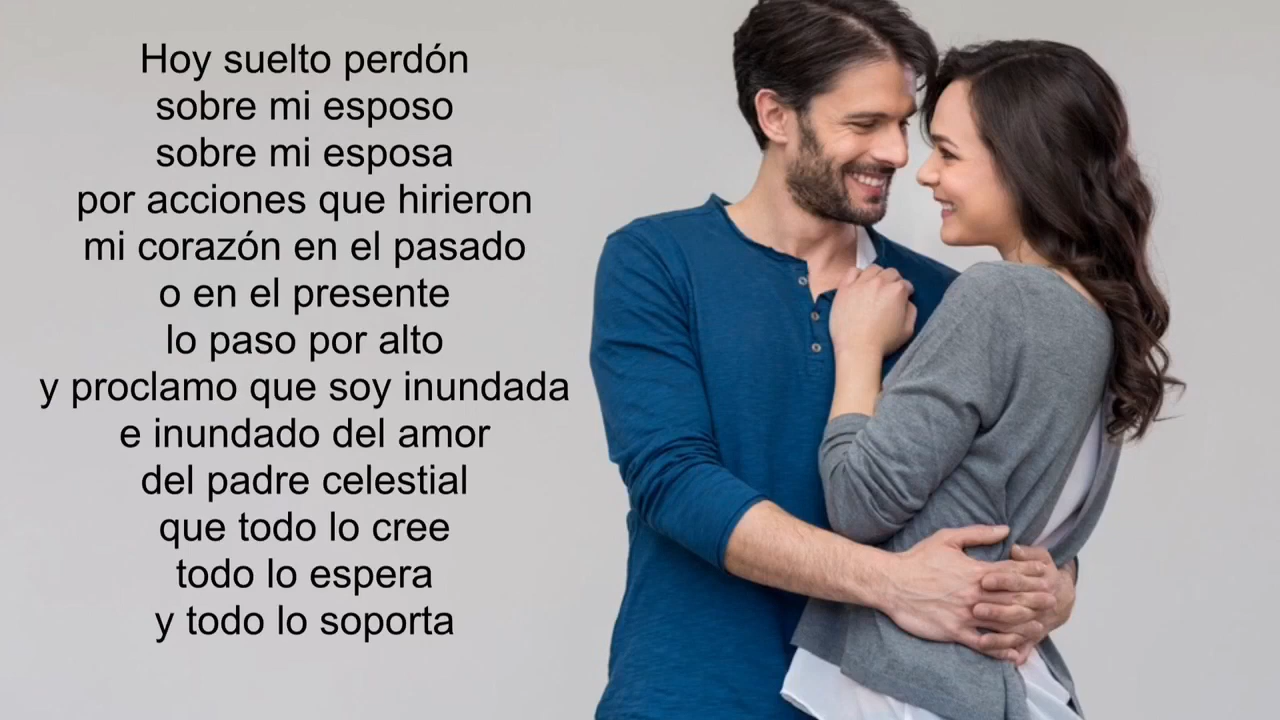 Hoy suelto perdón
sobre mi esposo
sobre mi esposa
por acciones que hirieron
mi corazón en el pasado
o en el presente
lo paso por alto
y proclamo que soy inundada
e inundado del amor
del padre celestial
que todo lo cree
todo lo espera
y todo lo soporta